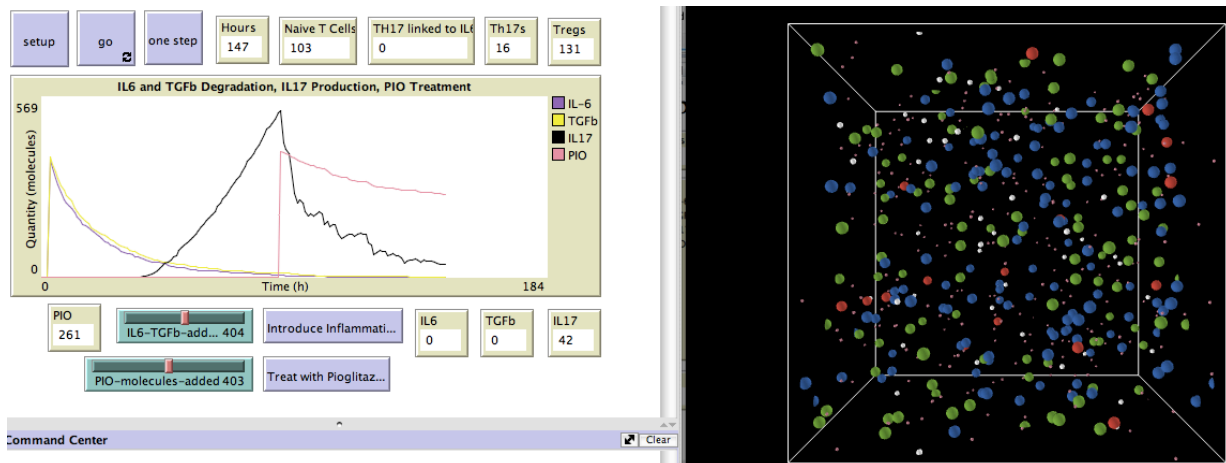 setup
go
one step
Hours
147
Naive T Cells
103
TH17 linked to IL6
0
Th17s
16
Tregs
131
IL6 and TGFb Degradation, IL17 Production, PIO Treatment
569
Quantity (molecules)
0
0
Time (h)
184
IL-6
TGFb
IL17
PIO
PIO
261
IL6-TGFb-add... 404
Introduce Inflammati...
IL6
0
TGFb
0
IL17
42
PIO-molecules-added 403
Treat with Pioglitaz...
Command Center
Clear